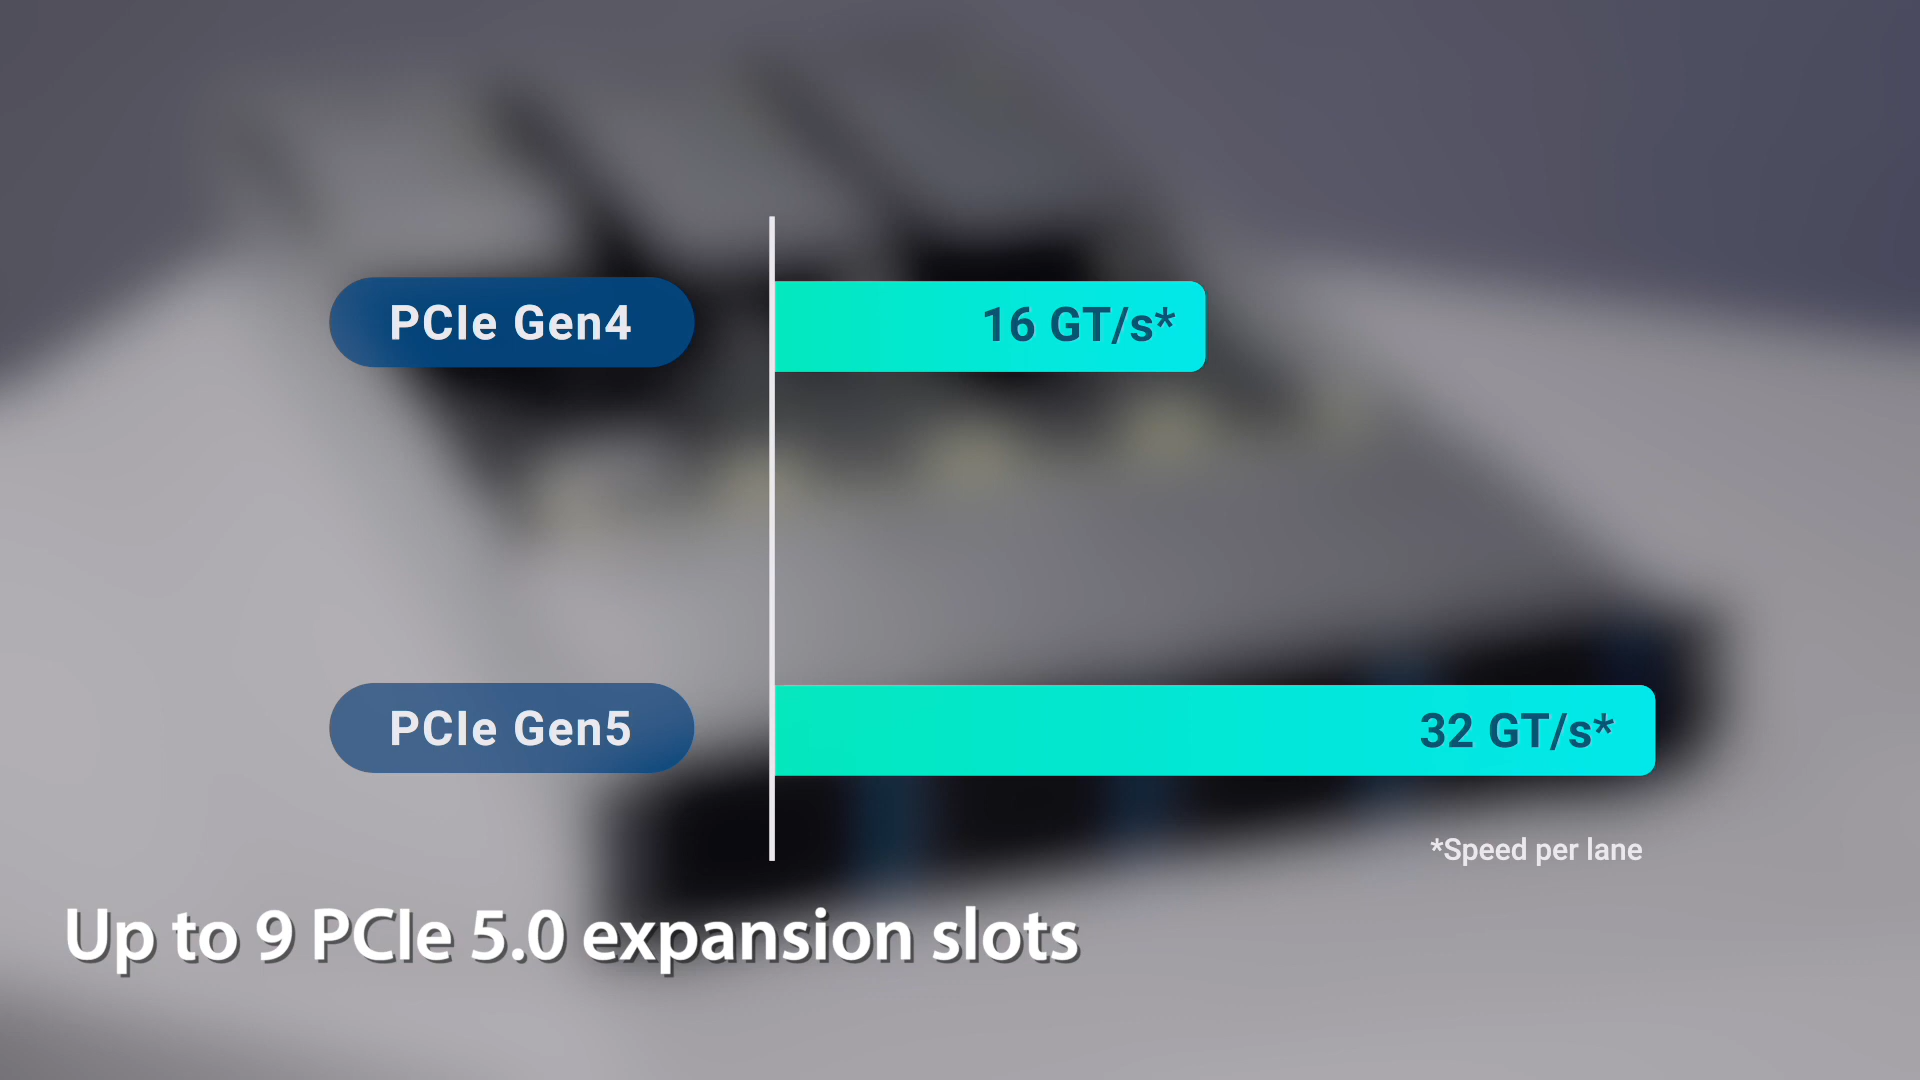 PCIe Gen4
16 GT/s*
PCIe Gen5
32 GT/s*
*Speed per lane
Up to 9 PCIe 5.0 expansion slots